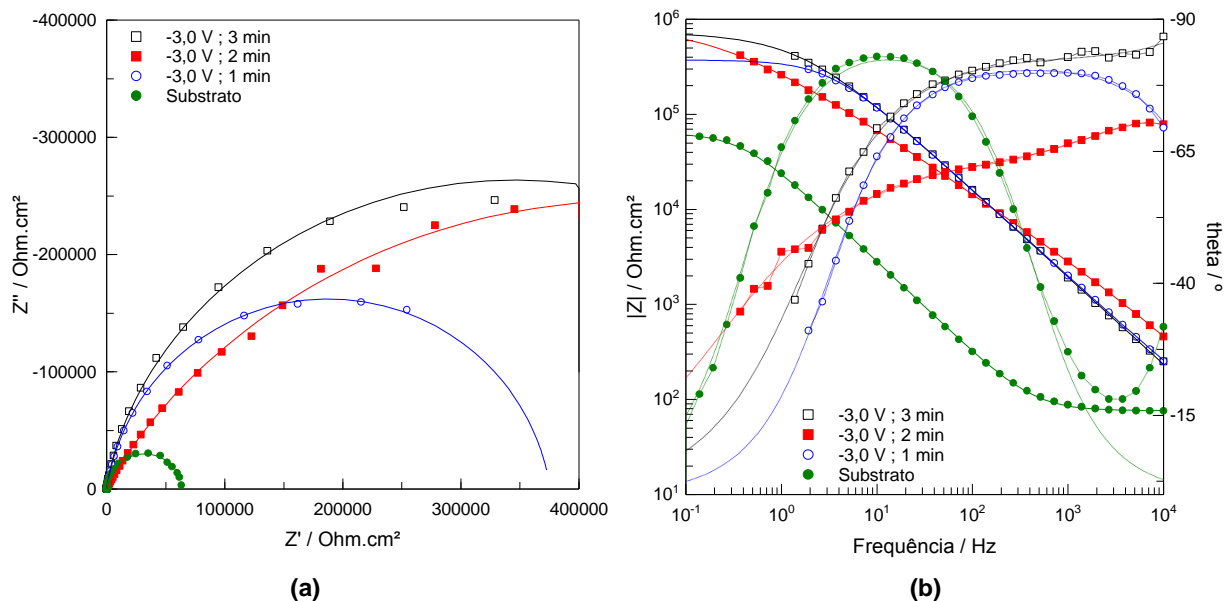 -400000
-300000
-200000
-100000
0
0
100000
200000
300000
400000
Z'' / Ohm.cm²
Z' / Ohm.cm²
-3,0 V ; 3 min
-3,0 V ; 2 min
-3,0 V ; 1 min
Substrato
(a)
10⁶
10⁵
10⁴
10³
10²
10¹
|Z| / Ohm.cm²
10⁻¹
10⁰
10¹
10²
10³
10⁴
Frequência / Hz
-90
-65
-40
-15
theta / º
-3,0 V ; 3 min
-3,0 V ; 2 min
-3,0 V ; 1 min
Substrato
(b)